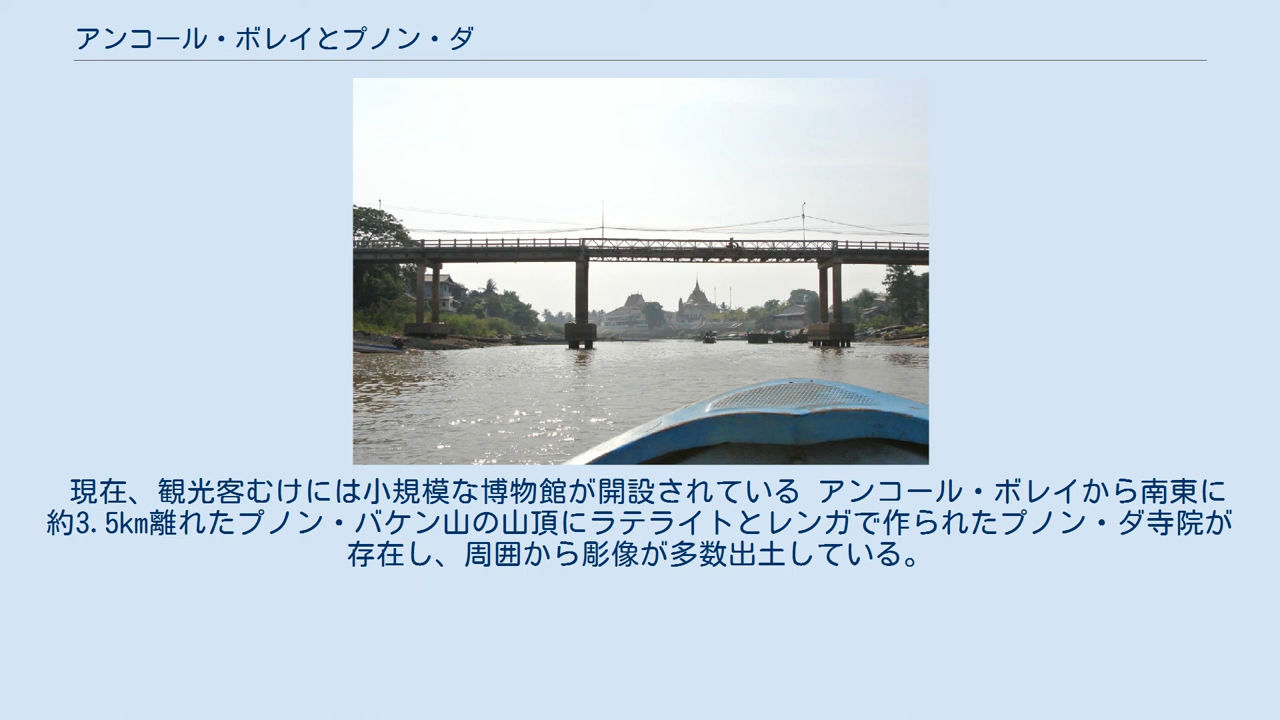 アンコール・ボレイとプノン・ダ
現在、観光客むけには小規模な博物館が開設されている アンコール・ボレイから南東に
約3.5km離れたプノン・バケン山の山頂にラテライトとレンガで作られたプノン・ダ寺院が
存在し、周囲から彫像が多数出土している。